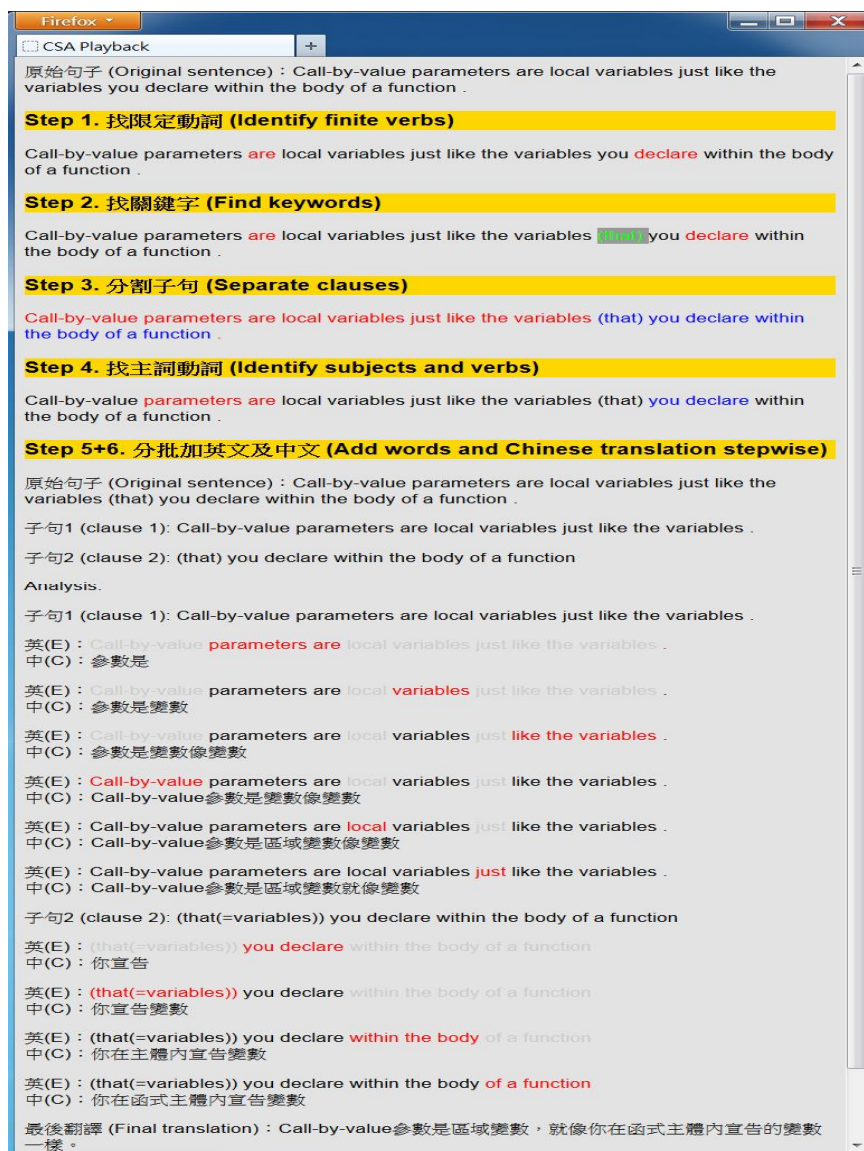 Firefox
CSA Playback
原始句子 (Original sentence)：Call-by-value parameters are local variables just like the
variables you declare within the body of a function .
Step 1. 找限定動詞 (Identify finite verbs)
Call-by-value parameters are local variables just like the variables you declare within the body
of a function .
Step 2. 找關鍵字 (Find keywords)
Call-by-value parameters are local variables just like the variables (that) you declare within
the body of a function .
Step 3. 分割子句 (Separate clauses)
Call-by-value parameters are local variables just like the variables (that) you declare within
the body of a function .
Step 4. 找主詞動詞 (Identify subjects and verbs)
Call-by-value parameters are local variables just like the variables (that) you declare within
the body of a function .
Step 5+6. 分批加英文及中文 (Add words and Chinese translation stepwise)
原始句子 (Original sentence)：Call-by-value parameters are local variables just like the
variables (that) you declare within the body of a function .
子句1 (clause 1): Call-by-value parameters are local variables just like the variables .
子句2 (clause 2): (that) you declare within the body of a function
Analysis.
子句1 (clause 1): Call-by-value parameters are local variables just like the variables .
英(E)：Call-by-value parameters are local variables just like the variables .
中(C)：參數是
英(E)：Call-by-value parameters are local variables just like the variables .
中(C)：參數是變數
英(E)：Call-by-value parameters are local variables just like the variables .
中(C)：參數是變數像變數
英(E)：Call-by-value parameters are local variables just like the variables .
中(C)：Call-by-value參數是變數像變數
英(E)：Call-by-value parameters are local variables just like the variables .
中(C)：Call-by-value參數是區域變數像變數
英(E)：Call-by-value parameters are local variables just like the variables .
中(C)：Call-by-value參數是區域變數就像變數
子句2 (clause 2): (that(=variables)) you declare within the body of a function
英(E)：(that(=variables)) you declare within the body of a function
中(C)：你宣告
英(E)：(that(=variables)) you declare within the body of a function
中(C)：你宣告變數
英(E)：(that(=variables)) you declare within the body of a function
中(C)：你在主體內宣告變數
英(E)：(that(=variables)) you declare within the body of a function
中(C)：你在函式主體內宣告變數
最後翻譯 (Final translation)：Call-by-value參數是區域變數，就像你在函式主體內宣告的變數
一樣。